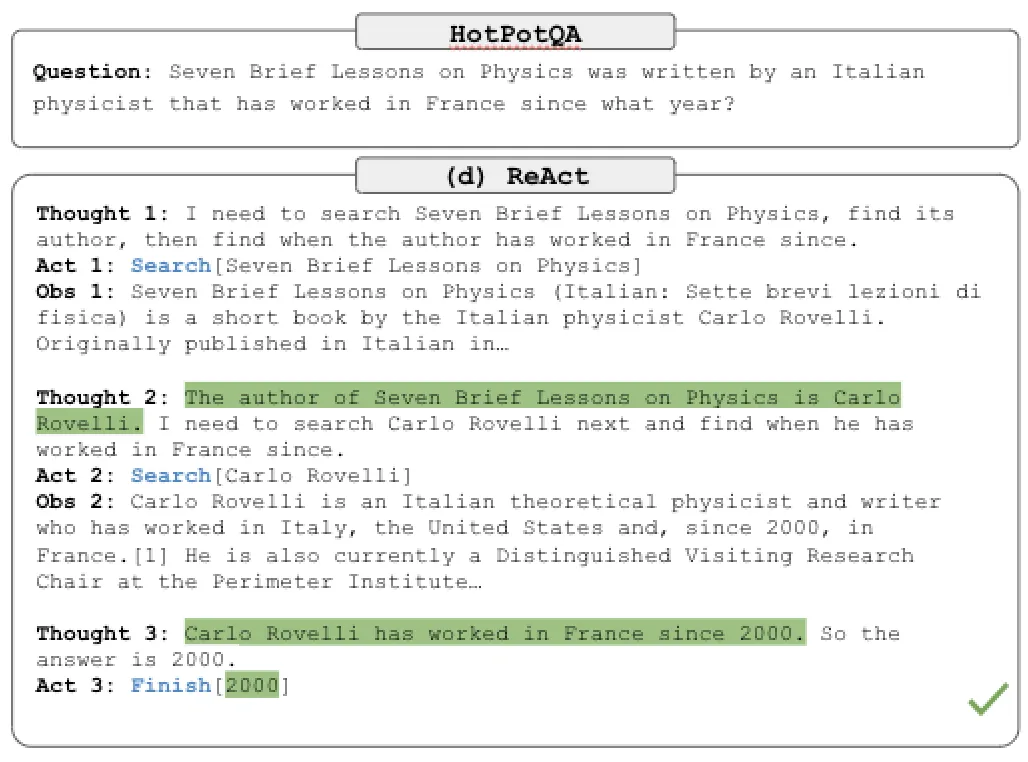 HotPotQA
Question: Seven Brief Lessons on Physics was written by an Italian
physicist that has worked in France since what year?
(d) ReAct
Thought 1: I need to search Seven Brief Lessons on Physics, find its
author, then find when the author has worked in France since.
Act 1: Search[Seven Brief Lessons on Physics]
Obs 1: Seven Brief Lessons on Physics (Italian: Sette brevi lezioni di
fisica) is a short book by the Italian physicist Carlo Rovelli.
Originally published in Italian in…
Thought 2: The author of Seven Brief Lessons on Physics is Carlo
Rovelli. I need to search Carlo Rovelli next and find when he has
worked in France since.
Act 2: Search[Carlo Rovelli]
Obs 2: Carlo Rovelli is an Italian theoretical physicist and writer
who has worked in Italy, the United States and, since 2000, in
France.[1] He is also currently a Distinguished Visiting Research
Chair at the Perimeter Institute…
Thought 3: Carlo Rovelli has worked in France since 2000. So the
answer is 2000.
Act 3: Finish[2000]